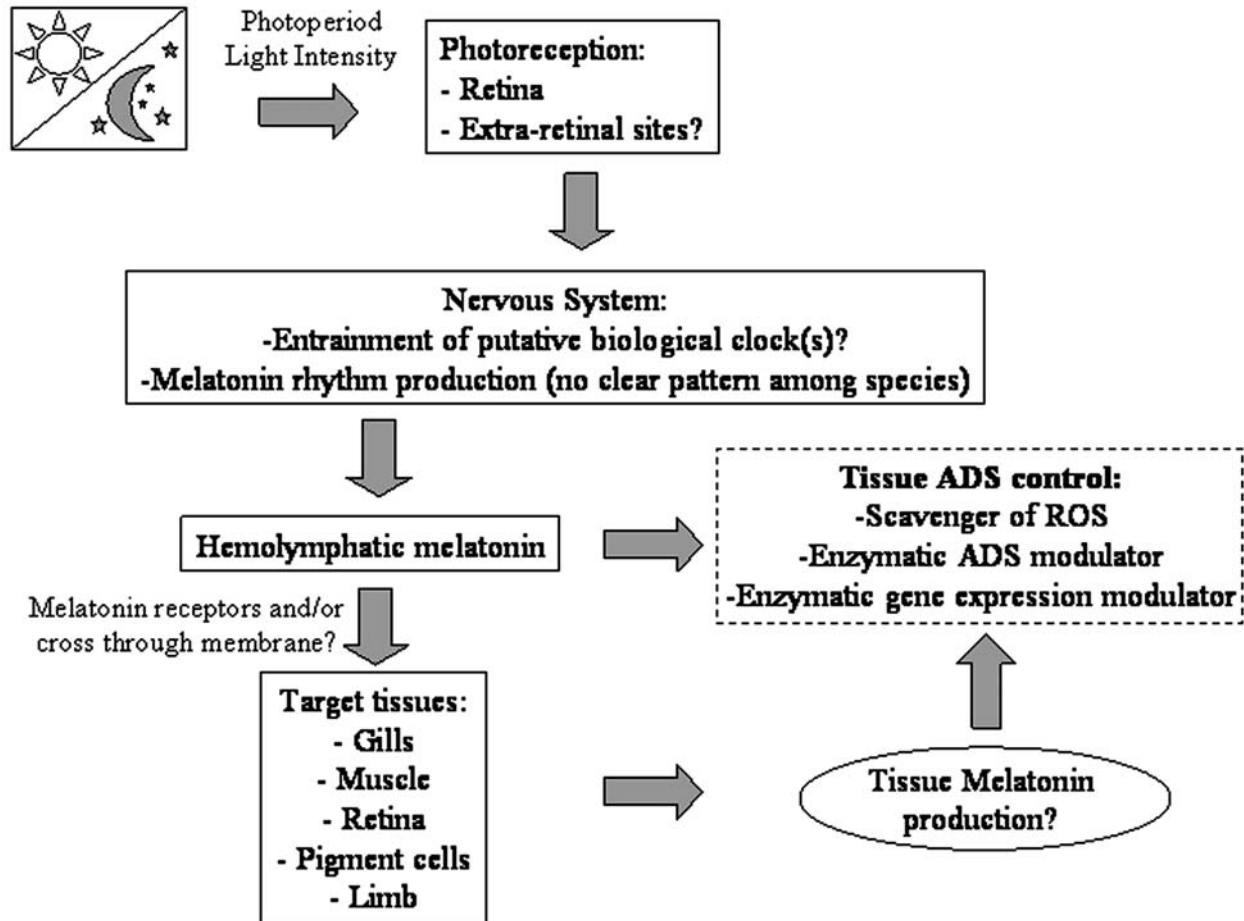 Photoperiod
Light Intensity
Photoreception:
- Retina
- Extra-retinal sites?
Nervous System:
-Entrainment of putative biological clock(s)?
-Melatonin rhythm production (no clear pattern among species)
Hemolymphatic melatonin
Tissue ADS control:
-Scavenger of ROS
-Enzymatic ADS modulator
-Enzymatic gene expression modulator
Melatonin receptors and/or
cross through membrane?
Target tissues:
- Gills
- Muscle
- Retina
- Pigment cells
- Limb
Tissue Melatonin
production?